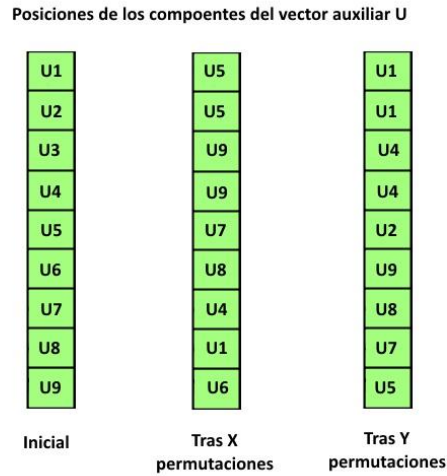 Posiciones de los compoentes del vector auxiliar U
U1 U5 U1
U2 U5 U1
U3 U9 U4
U4 U9 U4
U5 U7 U2
U6 U8 U9
U7 U4 U8
U8 U1 U7
U9 U6 U5
Inicial Tras X Tras Y
permutaciones permutaciones